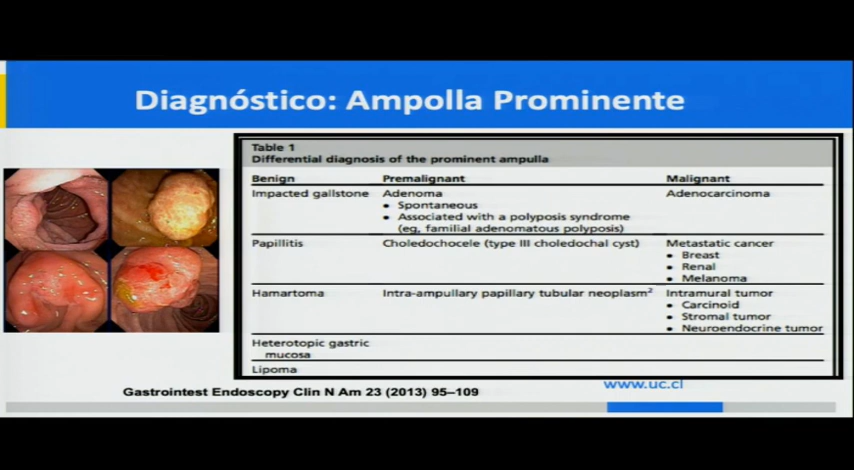 Diagnóstico: Ampolla Prominente
Table 1
Differential diagnosis of the prominent ampulla
Benign Premalignant Malignant
Impacted gallstone Adenoma Adenocarcinoma
• Spontaneous
• Associated with a polyposis syndrome
(eg, familial adenomatous polyposis)
Papillitis Choledochocele (type III choledochal cyst) Metastatic cancer
• Breast
• Renal
• Melanoma
Hamartoma Intra-ampullary papillary tubular neoplasm² Intramural tumor
• Carcinoid
• Stromal tumor
• Neuroendocrine tumor
Heterotopic gastric
mucosa
Lipoma
www.uc.cl
Gastrointest Endoscopy Clin N Am 23 (2013) 95–109